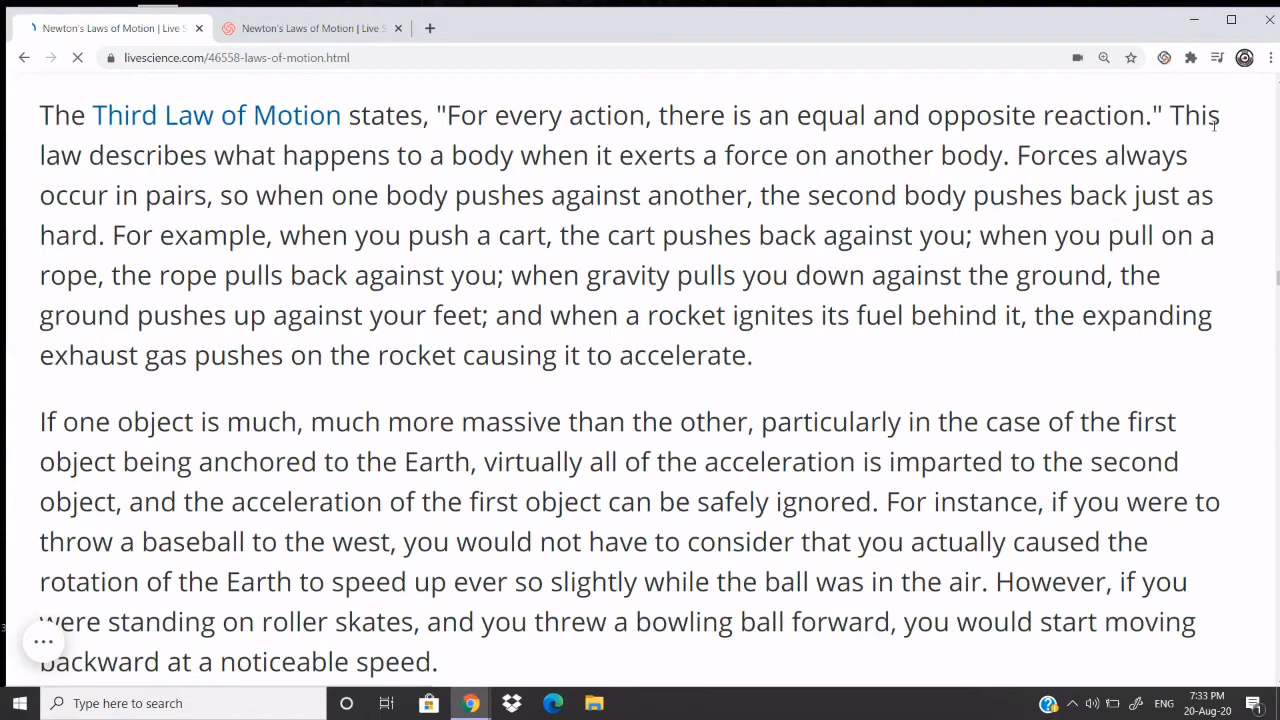 Newton's Laws of Motion | Live S
Newton's Laws of Motion | Live S
livescience.com/46558-laws-of-motion.html
The Third Law of Motion states, "For every action, there is an equal and opposite reaction." This
law describes what happens to a body when it exerts a force on another body. Forces always
occur in pairs, so when one body pushes against another, the second body pushes back just as
hard. For example, when you push a cart, the cart pushes back against you; when you pull on a
rope, the rope pulls back against you; when gravity pulls you down against the ground, the
ground pushes up against your feet; and when a rocket ignites its fuel behind it, the expanding
exhaust gas pushes on the rocket causing it to accelerate.
If one object is much, much more massive than the other, particularly in the case of the first
object being anchored to the Earth, virtually all of the acceleration is imparted to the second
object, and the acceleration of the first object can be safely ignored. For instance, if you were to
throw a baseball to the west, you would not have to consider that you actually caused the
rotation of the Earth to speed up ever so slightly while the ball was in the air. However, if you
were standing on roller skates, and you threw a bowling ball forward, you would start moving
backward at a noticeable speed.
Type here to search
ENG
7:33 PM
20-Aug-20
1